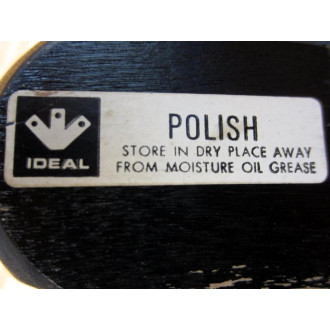 IDEAL
POLISH
STORE IN DRY PLACE AWAY
FROM MOISTURE OIL GREASE